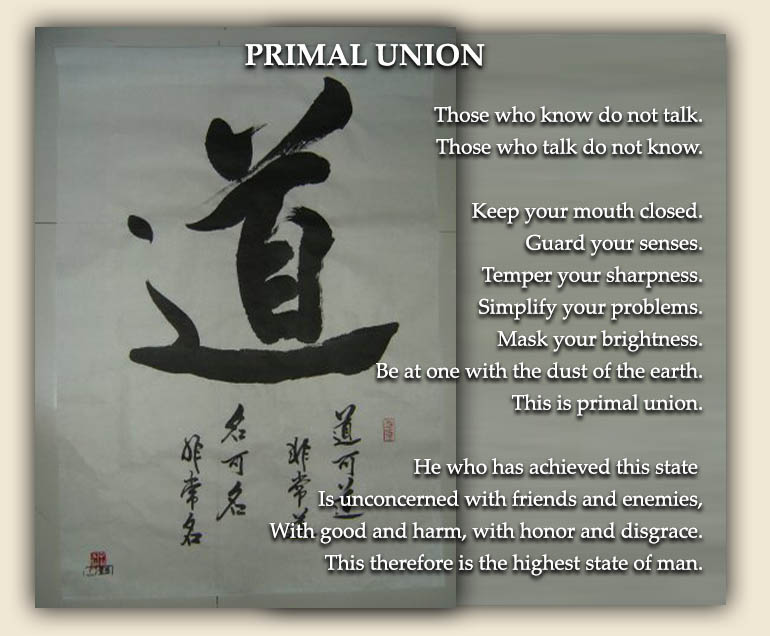 PRIMAL UNION
Those who know do not talk.
Those who talk do not know.
Keep your mouth closed.
Guard your senses.
Temper your sharpness.
Simplify your problems.
Mask your brightness.
Be at one with the dust of the earth.
This is primal union.
He who has achieved this state
Is unconcerned with friends and enemies,
With good and harm, with honor and disgrace.
This therefore is the highest state of man.
道
道可道
非常道
名可名
非常名